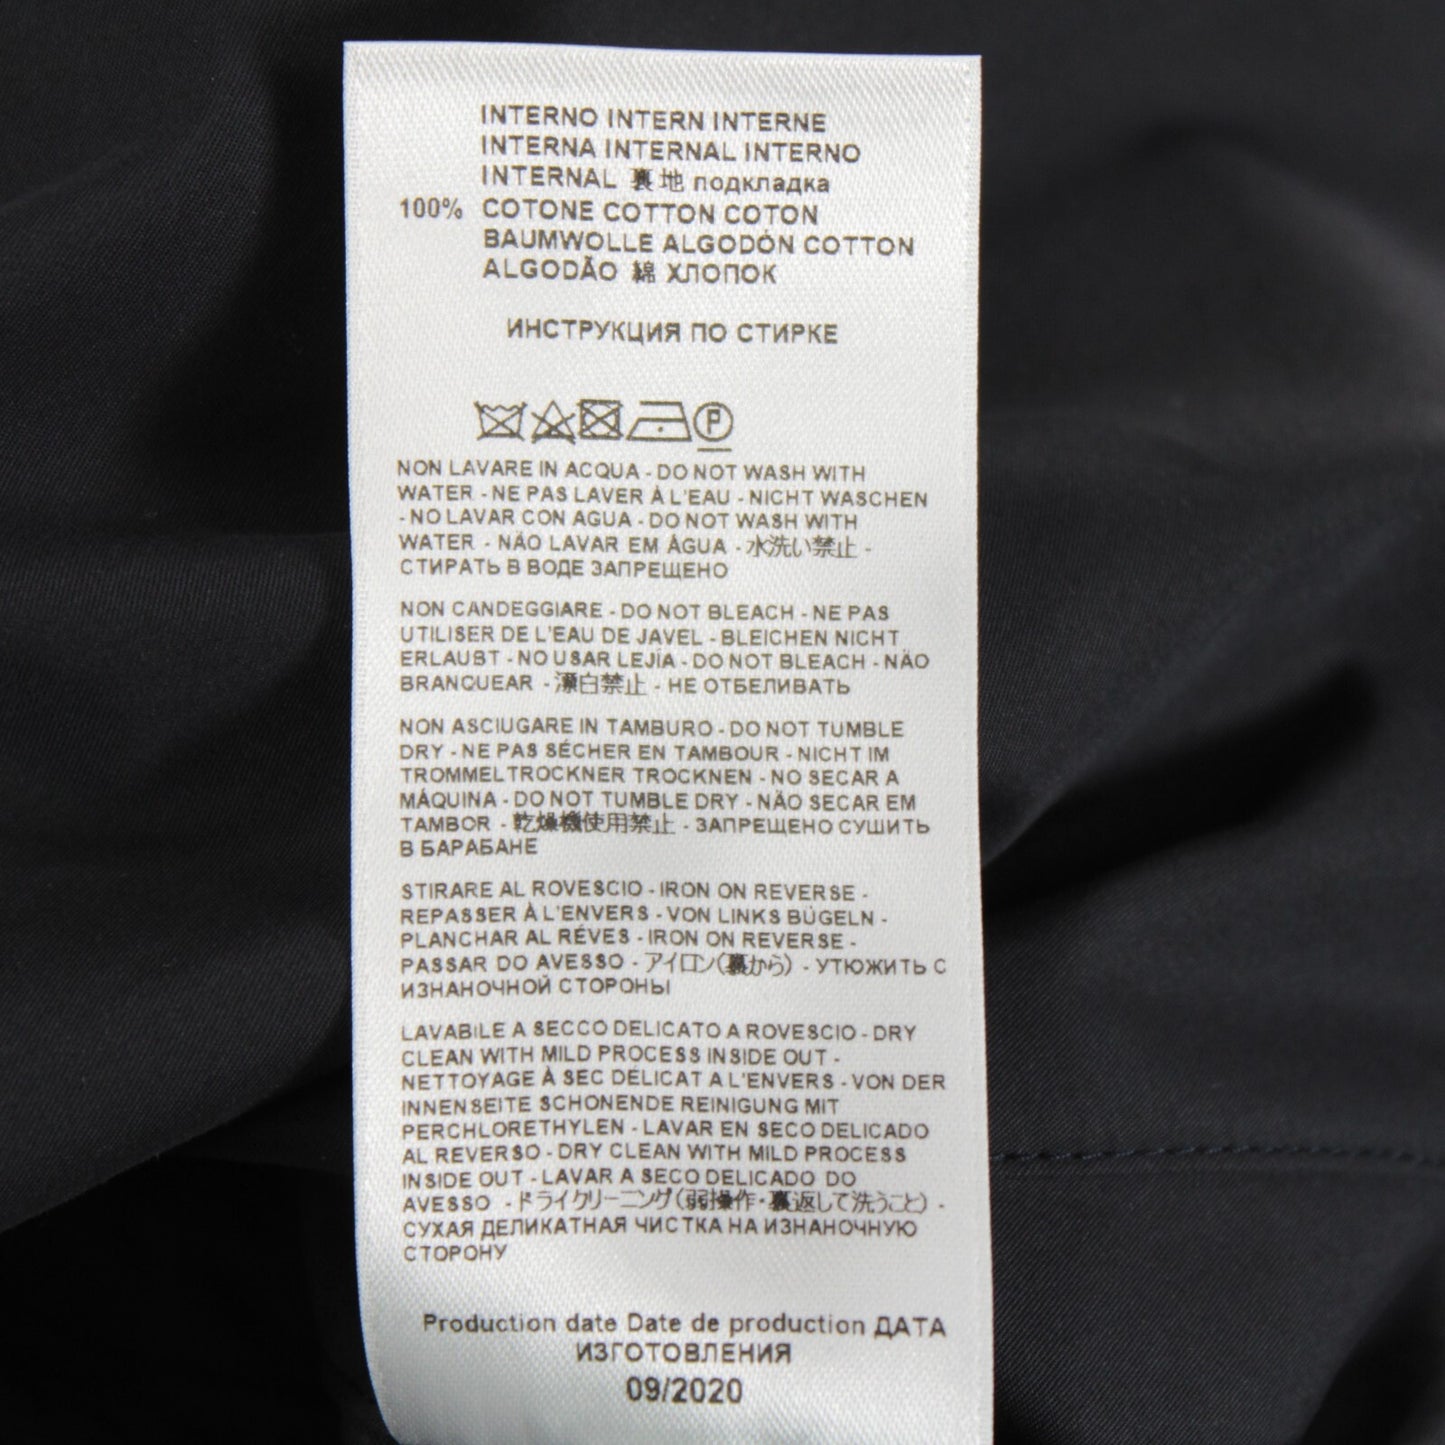 INTERNO INTERN INTERNE
INTERNA INTERNAL INTERNO
INTERNAL 裏地 подкладка
100% COTONE COTTON COTON
BAUMWOLLE ALGODÓN COTTON
ALGODÃO 綿 ХЛОПОК
ИНСТРУКЦИЯ ПО СТИРКЕ
P
NON LAVARE IN ACQUA - DO NOT WASH WITH
WATER - NE PAS LAVER À L'EAU - NICHT WASCHEN
- NO LAVAR CON AGUA - DO NOT WASH WITH
WATER - NÃO LAVAR EM ÁGUA - 水洗い禁止 -
СТИРАТЬ В ВОДЕ ЗАПРЕЩЕНО
NON CANDEGGIARE - DO NOT BLEACH - NE PAS
UTILISER DE L'EAU DE JAVEL - BLEICHEN NICHT
ERLAUBT - NO USAR LEJÍA - DO NOT BLEACH - NÃO
BRANQUEAR - 漂白禁止 - НЕ ОТБЕЛИВАТЬ
NON ASCIUGARE IN TAMBURO - DO NOT TUMBLE
DRY - NE PAS SÉCHER EN TAMBOUR - NICHT IM
TROMMELTROCKNER TROCKNEN - NO SECAR A
MÁQUINA - DO NOT TUMBLE DRY - NÃO SECAR EM
TAMBOR - 乾燥機使用禁止 - ЗАПРЕЩЕНО СУШИТЬ
В БАРАБАНЕ
STIRARE AL ROVESCIO - IRON ON REVERSE -
REPASSER À L'ENVERS - VON LINKS BÜGELN -
PLANCHAR AL RÉVES - IRON ON REVERSE -
PASSAR DO AVESSO - アイロン(裏から) - УТЮЖИТЬ С
ИЗНАНОЧНОЙ СТОРОНЫ
LAVABILE A SECCO DELICATO A ROVESCIO - DRY
CLEAN WITH MILD PROCESS INSIDE OUT -
NETTOYAGE À SEC DÉLICAT A L'ENVERS - VON DER
INNENSEITE SCHONENDE REINIGUNG MIT
PERCHLORETHYLEN - LAVAR EN SECO DELICADO
AL REVERSO - DRY CLEAN WITH MILD PROCESS
INSIDE OUT - LAVAR A SECO DELICADO DO
AVESSO - ドライクリーニング(弱操作・裏返して洗うこと) -
СУХАЯ ДЕЛИКАТНАЯ ЧИСТКА НА ИЗНАНОЧНУЮ
СТОРОНУ
Production date Date de production ДАТА
ИЗГОТОВЛЕНИЯ
09/2020